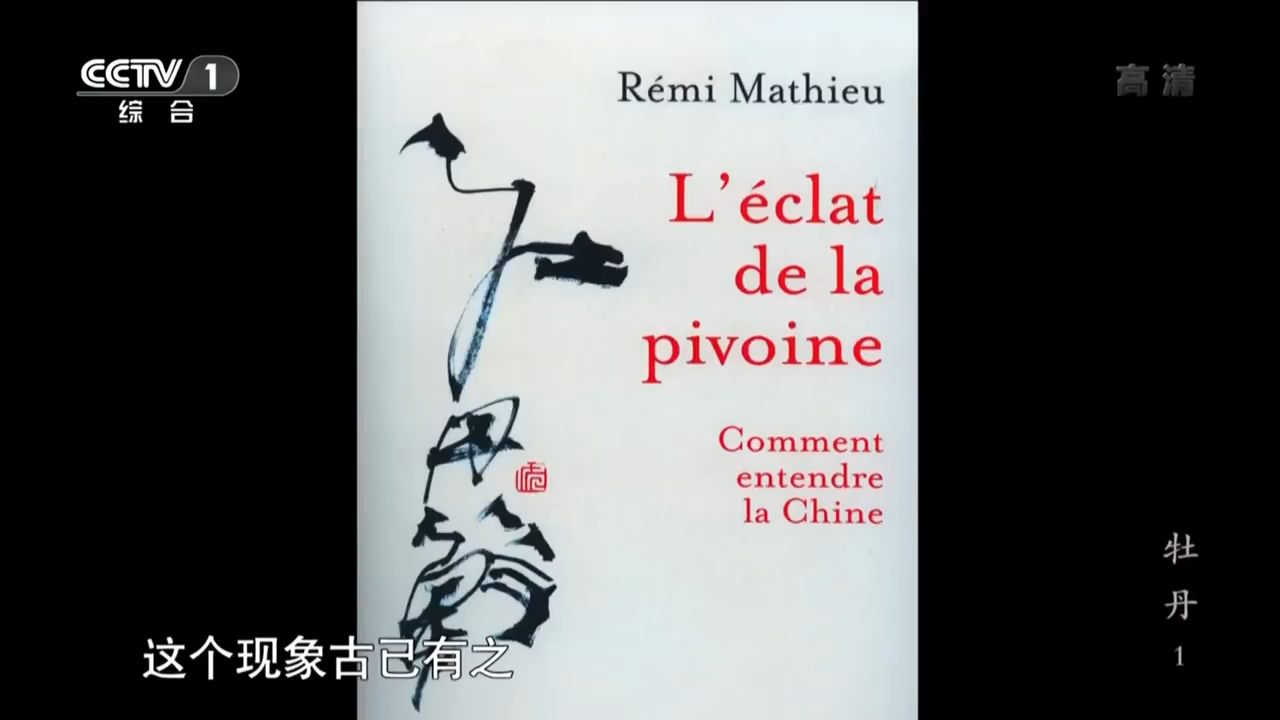 CCTV 1
综合
高清
Rémi Mathieu
L'éclat
de la
pivoine
Comment
entendre
la Chine
牡
丹
1
这个现象古已有之